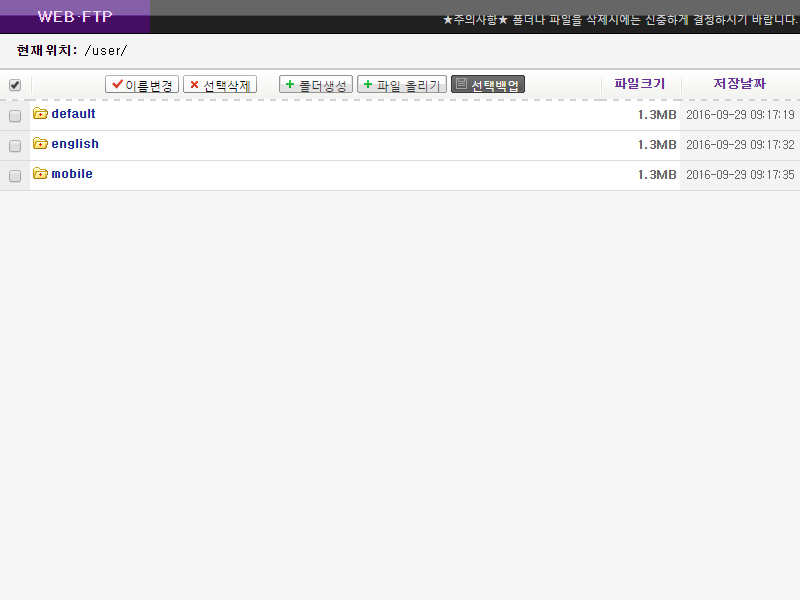 WEB·FTP
★주의사항★ 폴더나 파일을 삭제시에는 신중하게 결정하시기 바랍니다.
현재위치: /user/
이름변경 선택삭제 폴더생성 파일 올리기 선택백업 파일크기 저장날짜
default 1.3MB 2016-09-29 09:17:19
english 1.3MB 2016-09-29 09:17:32
mobile 1.3MB 2016-09-29 09:17:35